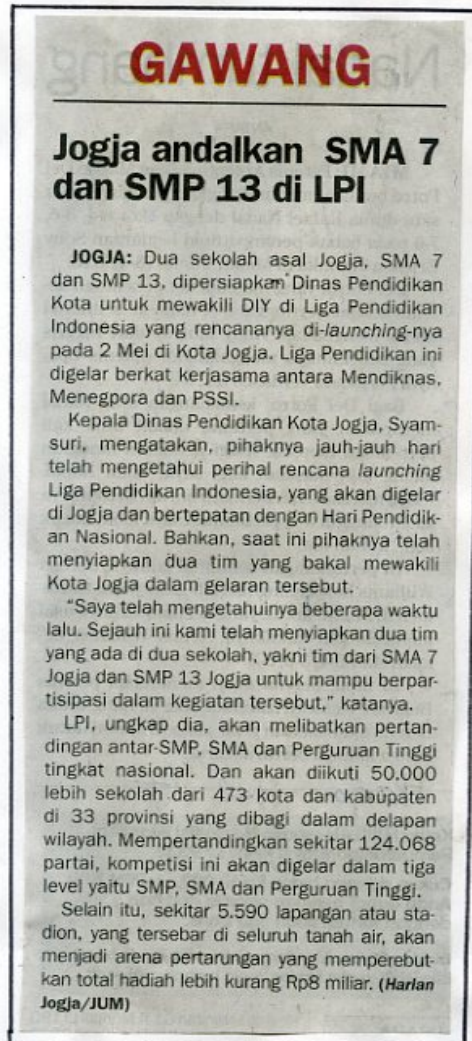 GAWANG
Jogja andalkan SMA 7
dan SMP 13 di LPI
JOGJA: Dua sekolah asal Jogja, SMA 7
dan SMP 13, dipersiapkan Dinas Pendidikan
Kota untuk mewakili DIY di Liga Pendidikan
Indonesia yang rencananya di-launching-nya
pada 2 Mei di Kota Jogja. Liga Pendidikan ini
digelar berkat kerjasama antara Mendiknas,
Menegpora dan PSSI.
Kepala Dinas Pendidikan Kota Jogja, Syam-
suri, mengatakan, pihaknya jauh-jauh hari
telah mengetahui perihal rencana launching
Liga Pendidikan Indonesia, yang akan digelar
di Jogja dan bertepatan dengan Hari Pendidik-
an Nasional. Bahkan, saat ini pihaknya telah
menyiapkan dua tim yang bakal mewakili
Kota Jogja dalam gelaran tersebut.
"Saya telah mengetahuinya beberapa waktu
lalu. Sejauh ini kami telah menyiapkan dua tim
yang ada di dua sekolah, yakni tim dari SMA 7
Jogja dan SMP 13 Jogja untuk mampu berpar-
tisipasi dalam kegiatan tersebut," katanya.
LPI, ungkap dia, akan melibatkan pertan-
dingan antar-SMP, SMA dan Perguruan Tinggi
tingkat nasional. Dan akan diikuti 50.000
lebih sekolah dari 473 kota dan kabupaten
di 33 provinsi yang dibagi dalam delapan
wilayah. Mempertandingkan sekitar 124.068
partai, kompetisi ini akan digelar dalam tiga
level yaitu SMP, SMA dan Perguruan Tinggi.
Selain itu, sekitar 5.590 lapangan atau sta-
dion, yang tersebar di seluruh tanah air, akan
menjadi arena pertarungan yang memperebut-
kan total hadiah lebih kurang Rp8 miliar. (Harian
Jogja/JUM)